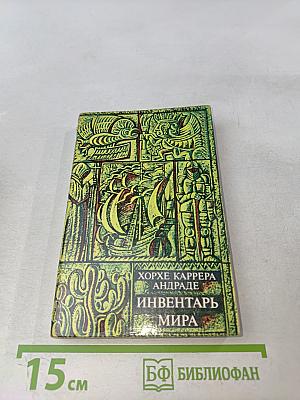 ХОРХЕ КАРРЕРА
АНДРАДЕ
ИНВЕНТАРЬ
МИРА
15 см
БФ БИБЛИОФАН